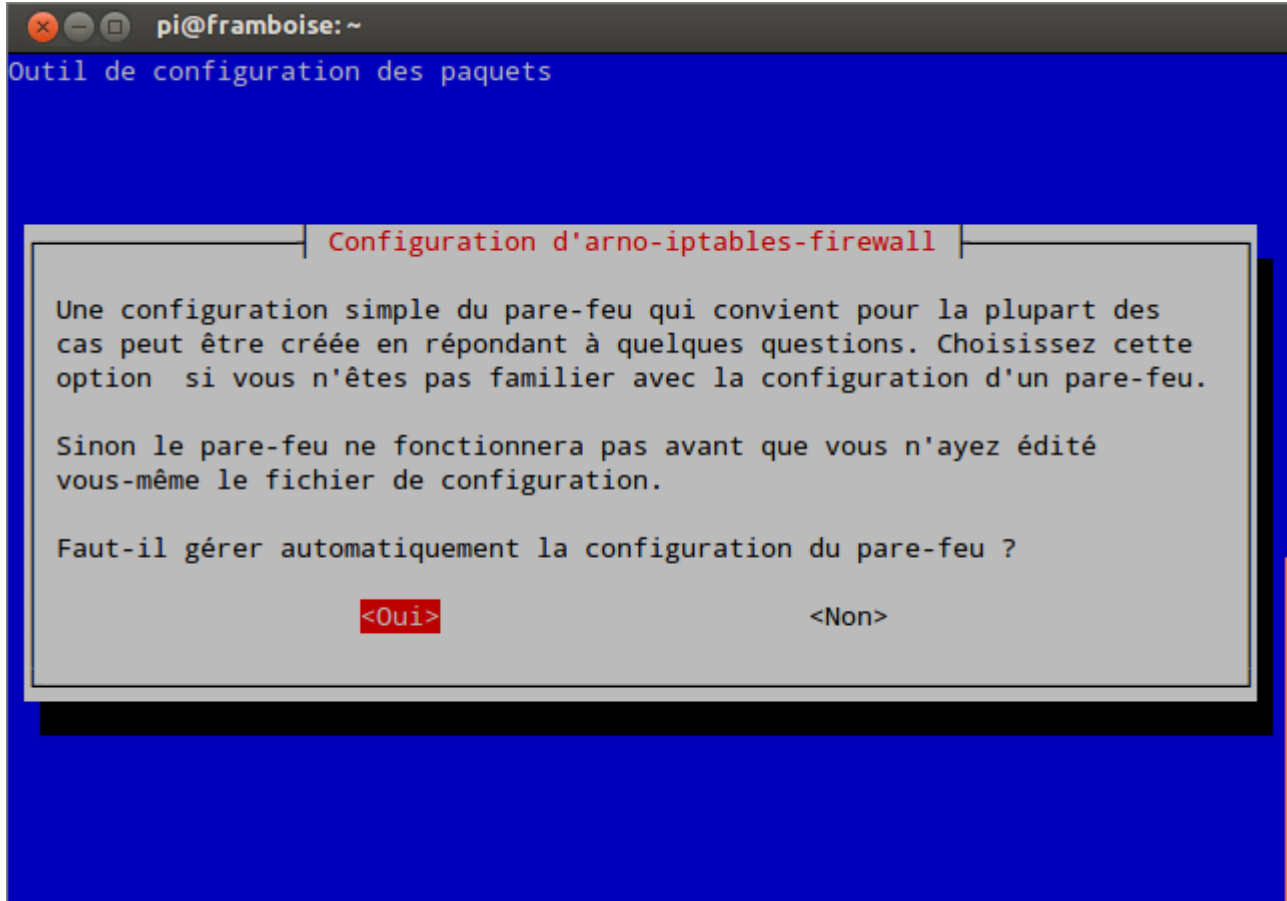 pi@framboise: ~
Outil de configuration des paquets
Configuration d'arno-iptables-firewall
Une configuration simple du pare-feu qui convient pour la plupart des
cas peut être créée en répondant à quelques questions. Choisissez cette
option  si vous n'êtes pas familier avec la configuration d'un pare-feu.
Sinon le pare-feu ne fonctionnera pas avant que vous n'ayez édité
vous-même le fichier de configuration.
Faut-il gérer automatiquement la configuration du pare-feu ?
<Oui> <Non>